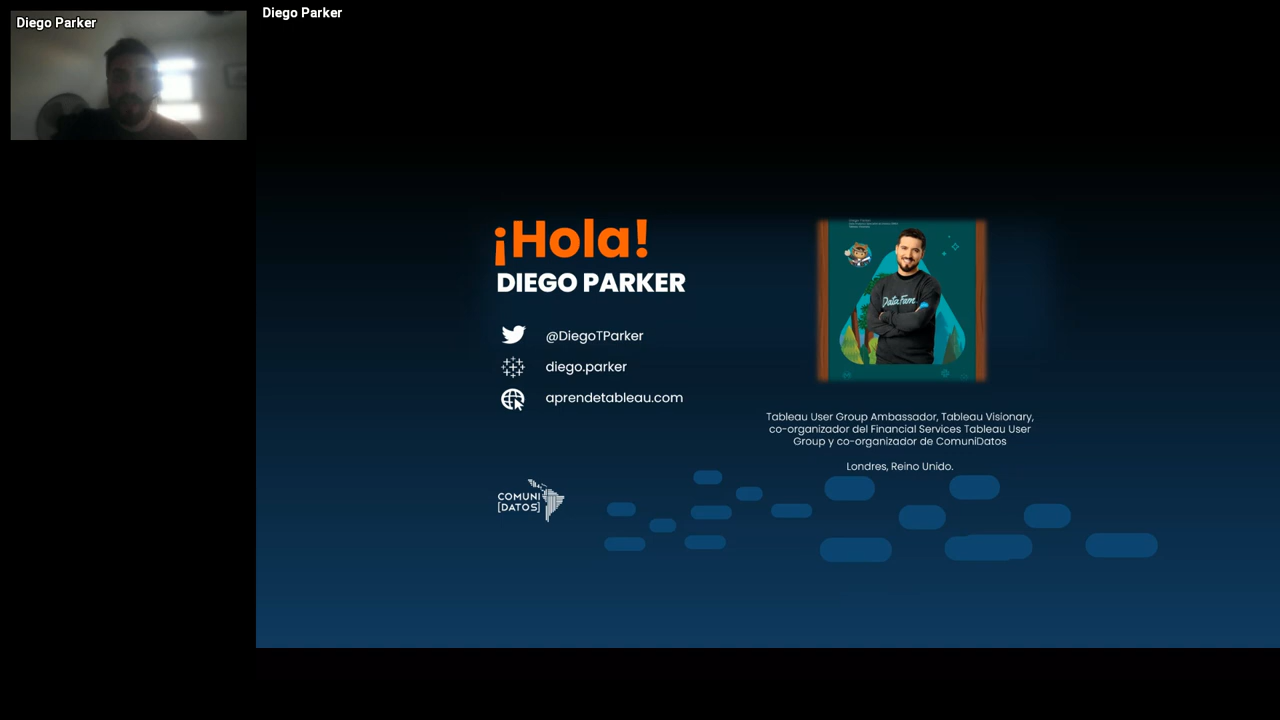 Diego Parker
Diego Parker
¡Hola!
DIEGO PARKER
@DiegoTParker
diego.parker
aprendetableau.com
DataFam
Tableau User Group Ambassador, Tableau Visionary,
co-organizador del Financial Services Tableau User
Group y co-organizador de ComuniDatos
Londres, Reino Unido.
COMUNI
[DATOS]